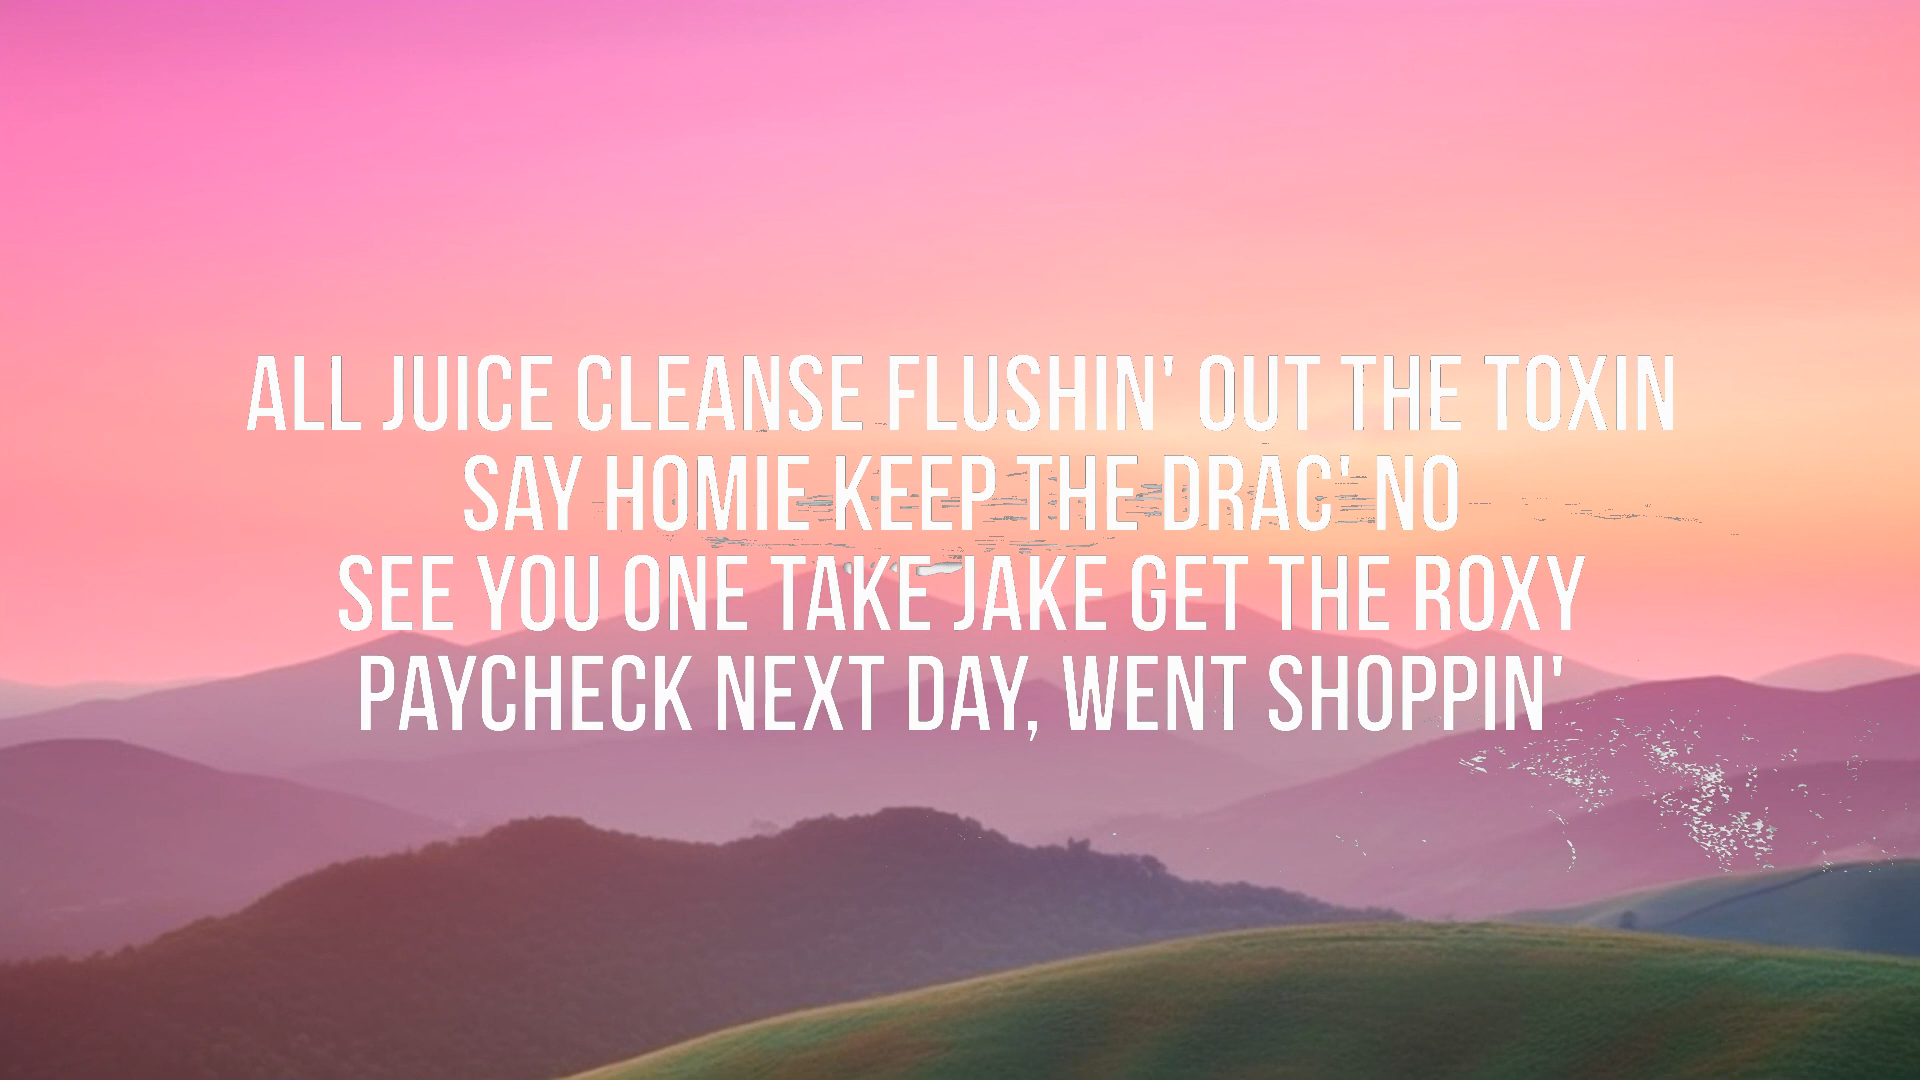 ALL JUICE CLEANSE FLUSHIN' OUT THE TOXIN
SAY HOMIE KEEP THE DRAC' NO
SEE YOU ONE TAKE JAKE GET THE ROXY
PAYCHECK NEXT DAY, WENT SHOPPIN'